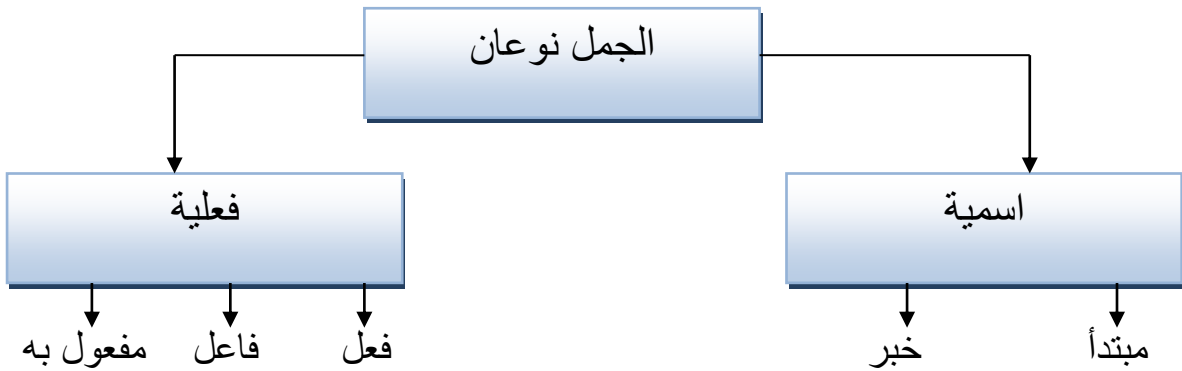 الجمل نوعان
اسمية
فعلية
مبتدأ خبر
فعل فاعل مفعول به